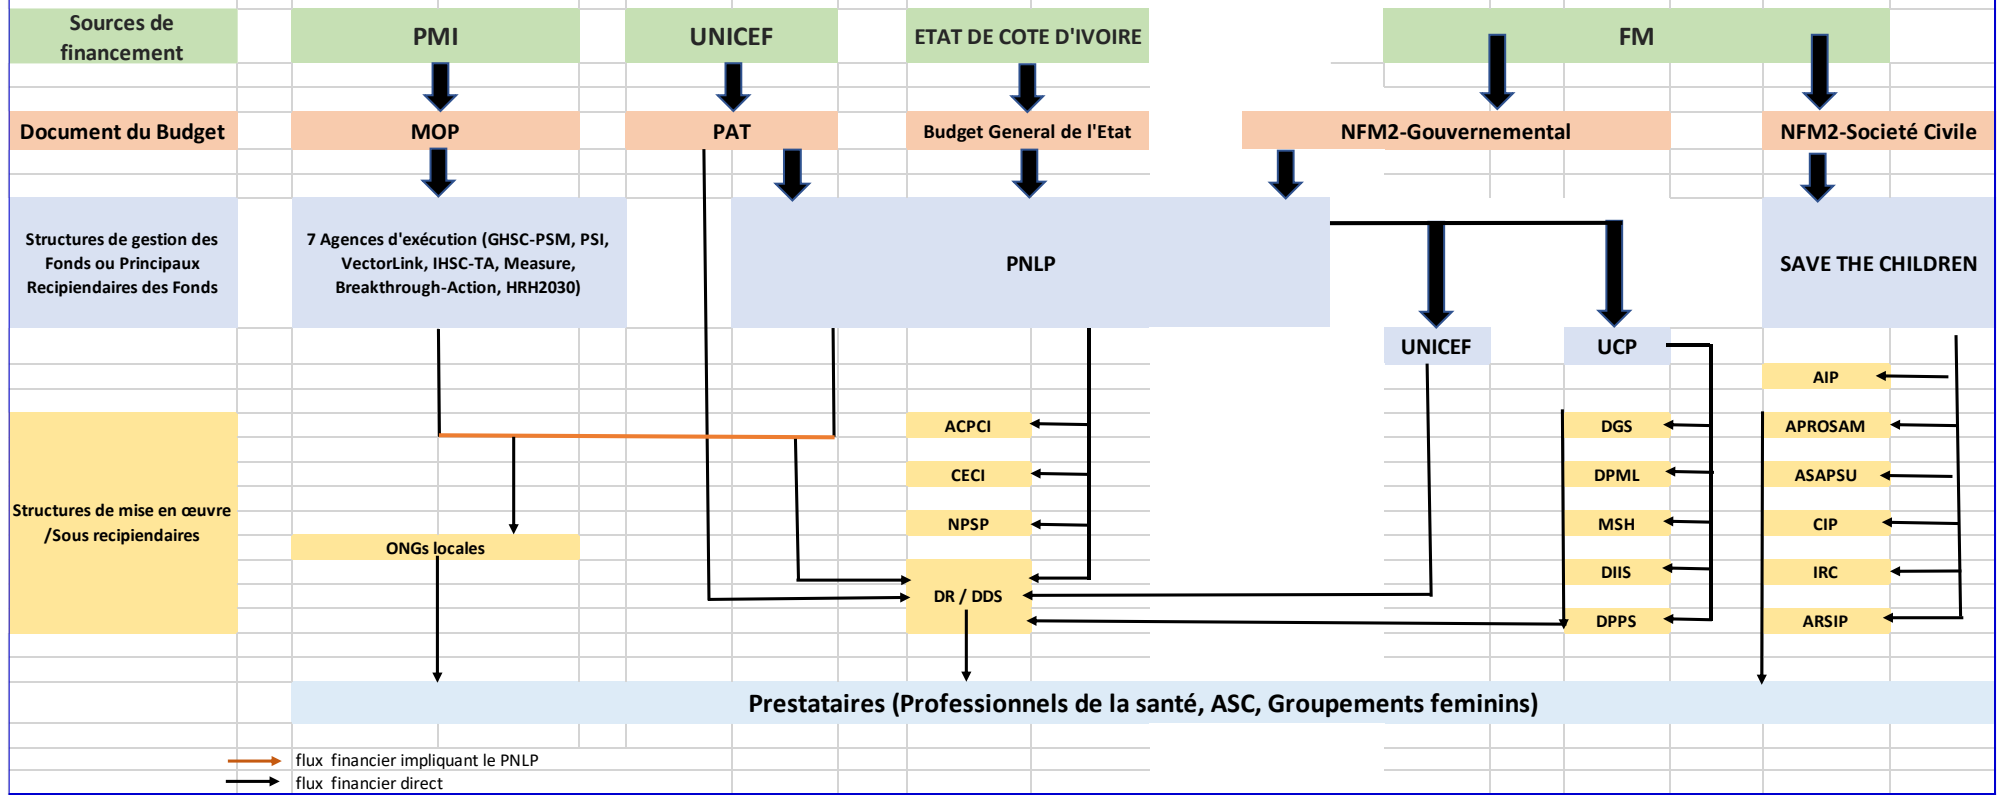 Sources de
financement
PMI
UNICEF
ETAT DE COTE D'IVOIRE
FM
Document du Budget
MOP
PAT
Budget General de l'Etat
NFM2-Gouvernemental
NFM2-Societé Civile
Structures de gestion des
Fonds ou Principaux
Recipiendaires des Fonds
7 Agences d'exécution (GHSC-PSM, PSI,
VectorLink, IHSC-TA, Measure,
Breakthrough-Action, HRH2030)
PNLP
SAVE THE CHILDREN
UNICEF
UCP
Structures de mise en œuvre
/Sous recipiendaires
ONGs locales
ACPCI
CECI
NPSP
DR / DDS
DGS
DPML
MSH
DIIS
DPPS
AIP
APROSAM
ASAPSU
CIP
IRC
ARSIP
Prestataires (Professionnels de la santé, ASC, Groupements feminins)
flux financier impliquant le PNLP
flux financier direct